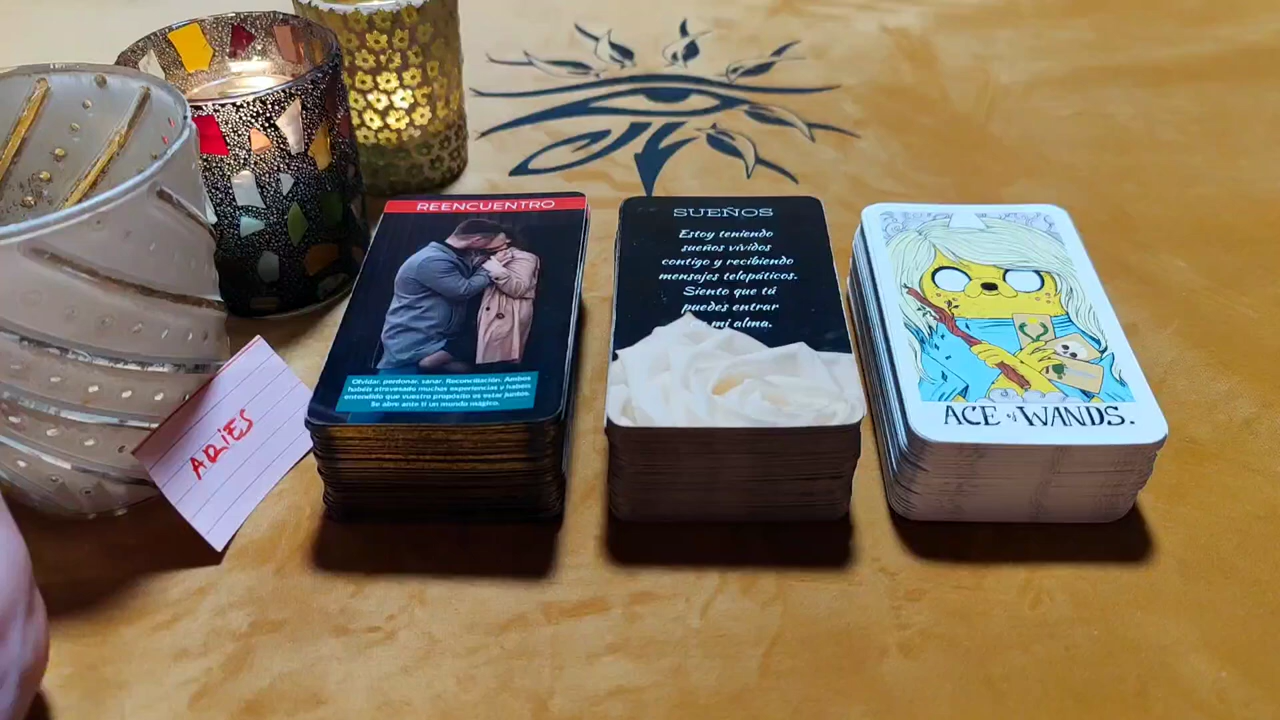 REENCUENTRO
Olvidar, perdonar, sanar. Reconciliación. Ambos
habéis atravesado muchas experiencias y habéis
entendido que vuestro propósito es estar juntos.
Se abre ante ti un mundo mágico.
SUEÑOS
Estoy teniendo
sueños vívidos
contigo y recibiendo
mensajes telepáticos.
Siento que tú
puedes entrar
mi alma.
ACE of WANDS.
ARIES